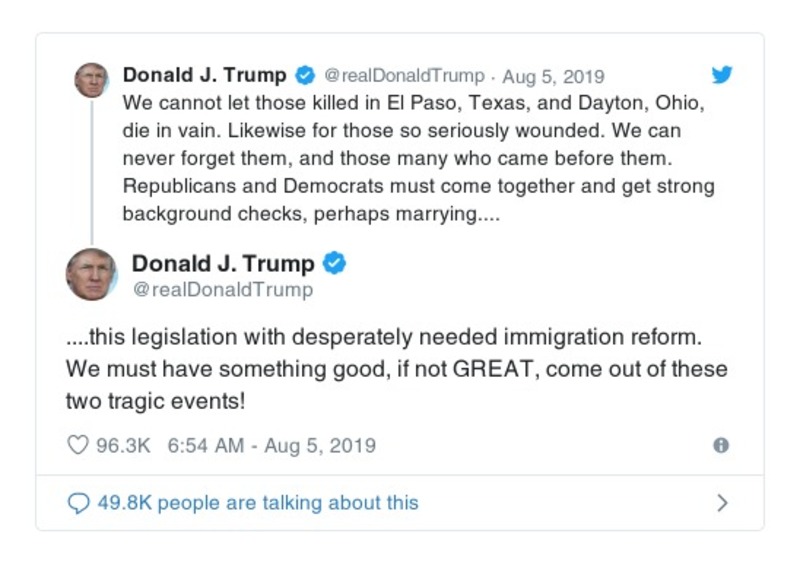 Donald J. Trump @realDonaldTrump · Aug 5, 2019
We cannot let those killed in El Paso, Texas, and Dayton, Ohio,
die in vain. Likewise for those so seriously wounded. We can
never forget them, and those many who came before them.
Republicans and Democrats must come together and get strong
background checks, perhaps marrying....
Donald J. Trump
@realDonaldTrump
....this legislation with desperately needed immigration reform.
We must have something good, if not GREAT, come out of these
two tragic events!
96.3K 6:54 AM - Aug 5, 2019
49.8K people are talking about this